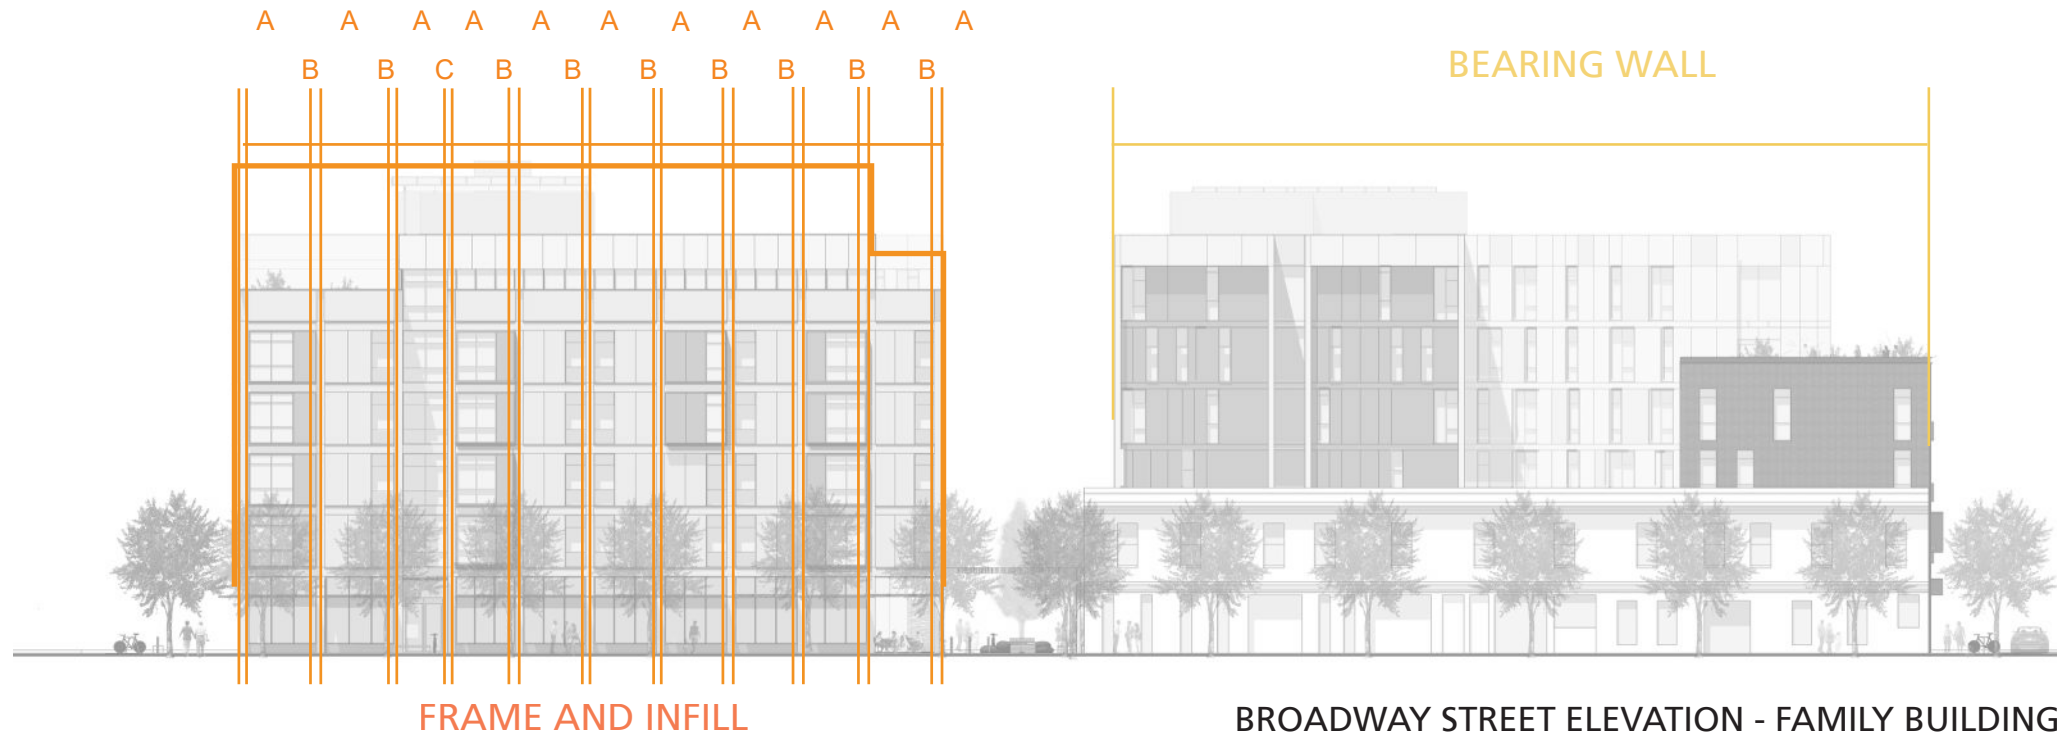 A A A A A A A A A A A
B B C B B B B B B B
BEARING WALL
FRAME AND INFILL
BROADWAY STREET ELEVATION - FAMILY BUILDING